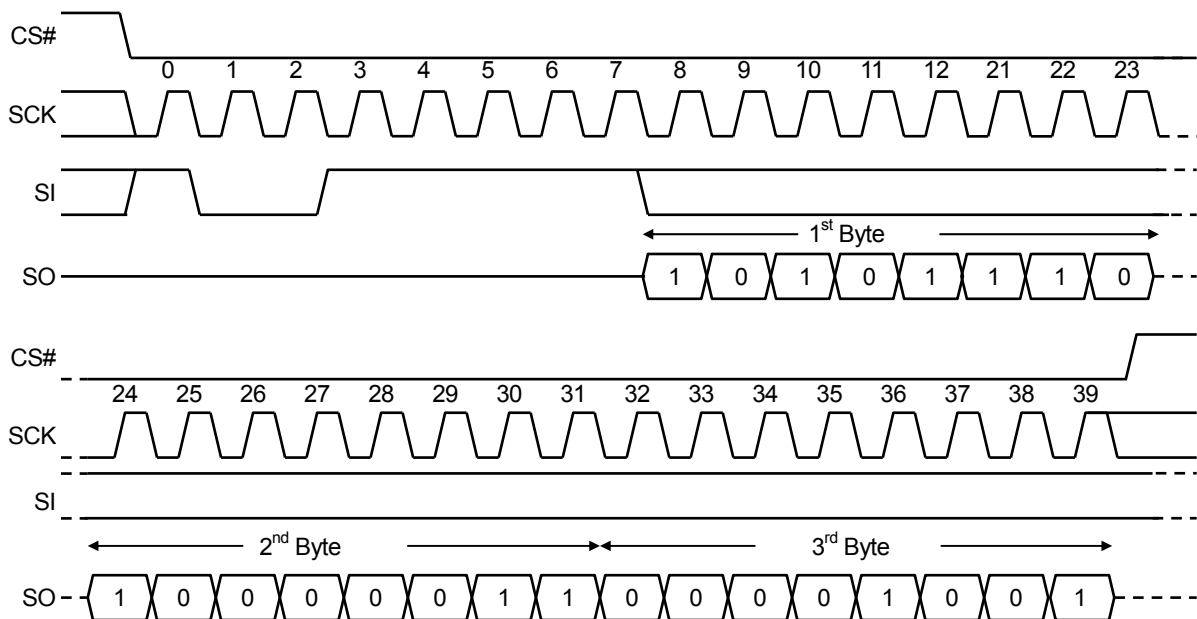 CS#
0 1 2 3 4 5 6 7 8 9 10 11 12 21 22 23
SCK
SI
1st Byte
SO 1 0 1 0 1 1 1 0
CS#
24 25 26 27 28 29 30 31 32 33 34 35 36 37 38 39
SCK
SI
2nd Byte 3rd Byte
SO 1 0 0 0 0 0 1 1 0 0 0 0 1 0 0 1